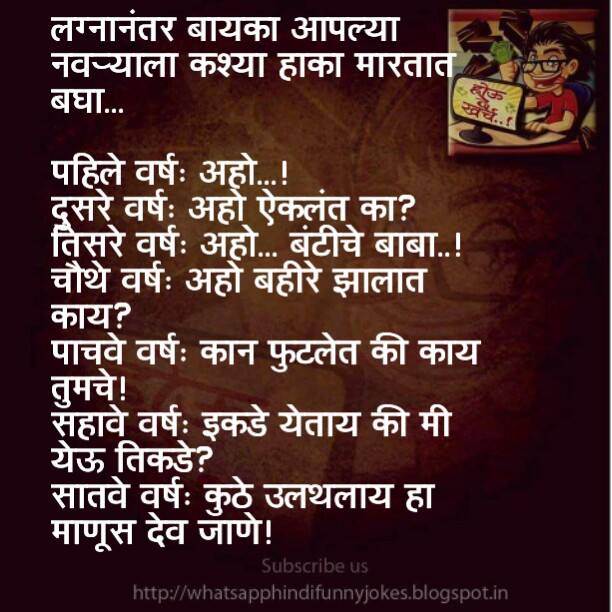 लग्नानंतर बायका आपल्या
नवऱ्याला कश्या हाका मारतात
बघा...
होऊ
दे
खर्च..!
पहिले वर्षः अहो...!
दुसरे वर्षः अहो ऐकलंत का?
तिसरे वर्षः अहो... बंटीचे बाबा..!
चौथे वर्षः अहो बहीरे झालात
काय?
पाचवे वर्षः कान फुटलेत की काय
तुमचे!
सहावे वर्षः इकडे येताय की मी
येऊ तिकडे?
सातवे वर्षः कुठे उलथलाय हा
माणूस देव जाणे!
Subscribe us
http://whatsapphindifunnyjokes.blogspot.in